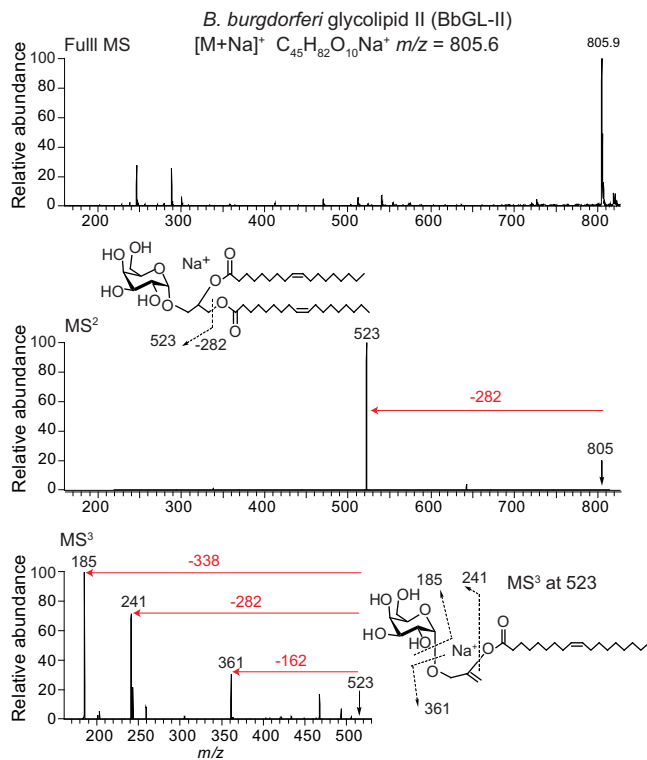 B. burgdorferi glycolipid II (BbGL-II)
FullI MS
[M+Na]⁺ C₄₅H₈₂O₁₀Na⁺ m/z = 805.6
805.9
Relative abundance
100
80
60
40
20
0
200 300 400 500 600 700 800
OH
OH
HO
HO
HO
O
O
Na⁺
O
O
O
O
523 -282
MS²
Relative abundance
100
80
60
40
20
0
523
-282
805
200 300 400 500 600 700 800
MS³
Relative abundance
100
80
60
40
20
0
185
-338
241
-282
361
-162
523
200 250 300 350 400 450 500
m/z
185
241
MS³ at 523
OH
OH
HO
HO
HO
O
Na⁺
O
O
O
361